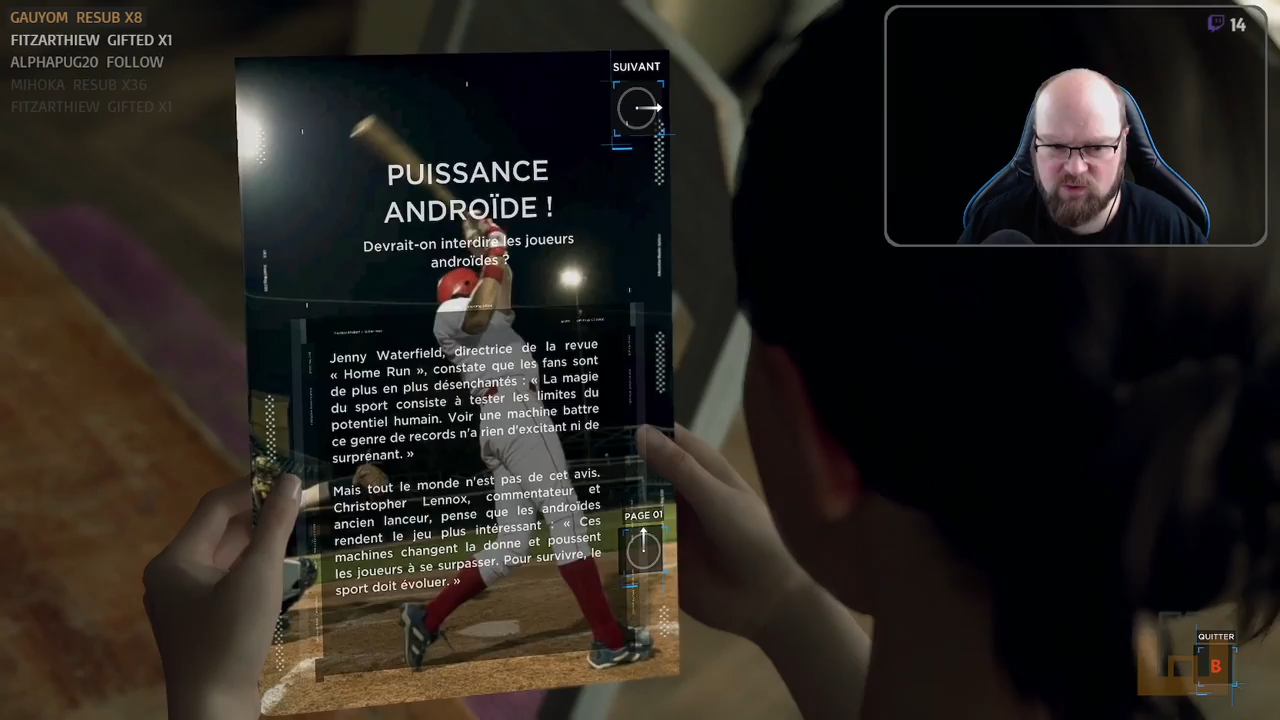 GAUYOM RESUB X8
FITZARTHIEW GIFTED X1
ALPHAPUG20 FOLLOW
MIHOKA RESUB X36
FITZARTHIEW GIFTED X1
14
SUIVANT
PUISSANCE
ANDROÏDE !
Devrait-on interdire les joueurs
androïdes ?
Jenny Waterfield, directrice de la revue
« Home Run », constate que les fans sont
de plus en plus désenchantés : « La magie
du sport consiste à tester les limites du
potentiel humain. Voir une machine battre
ce genre de records n'a rien d'excitant ni de
surprenant. »
Mais tout le monde n'est pas de cet avis.
Christopher Lennox, commentateur et
ancien lanceur, pense que les androïdes
rendent le jeu plus intéressant : « Ces
machines changent la donne et poussent
les joueurs à se surpasser. Pour survivre, le
sport doit évoluer. »
PAGE 01
QUITTER
B